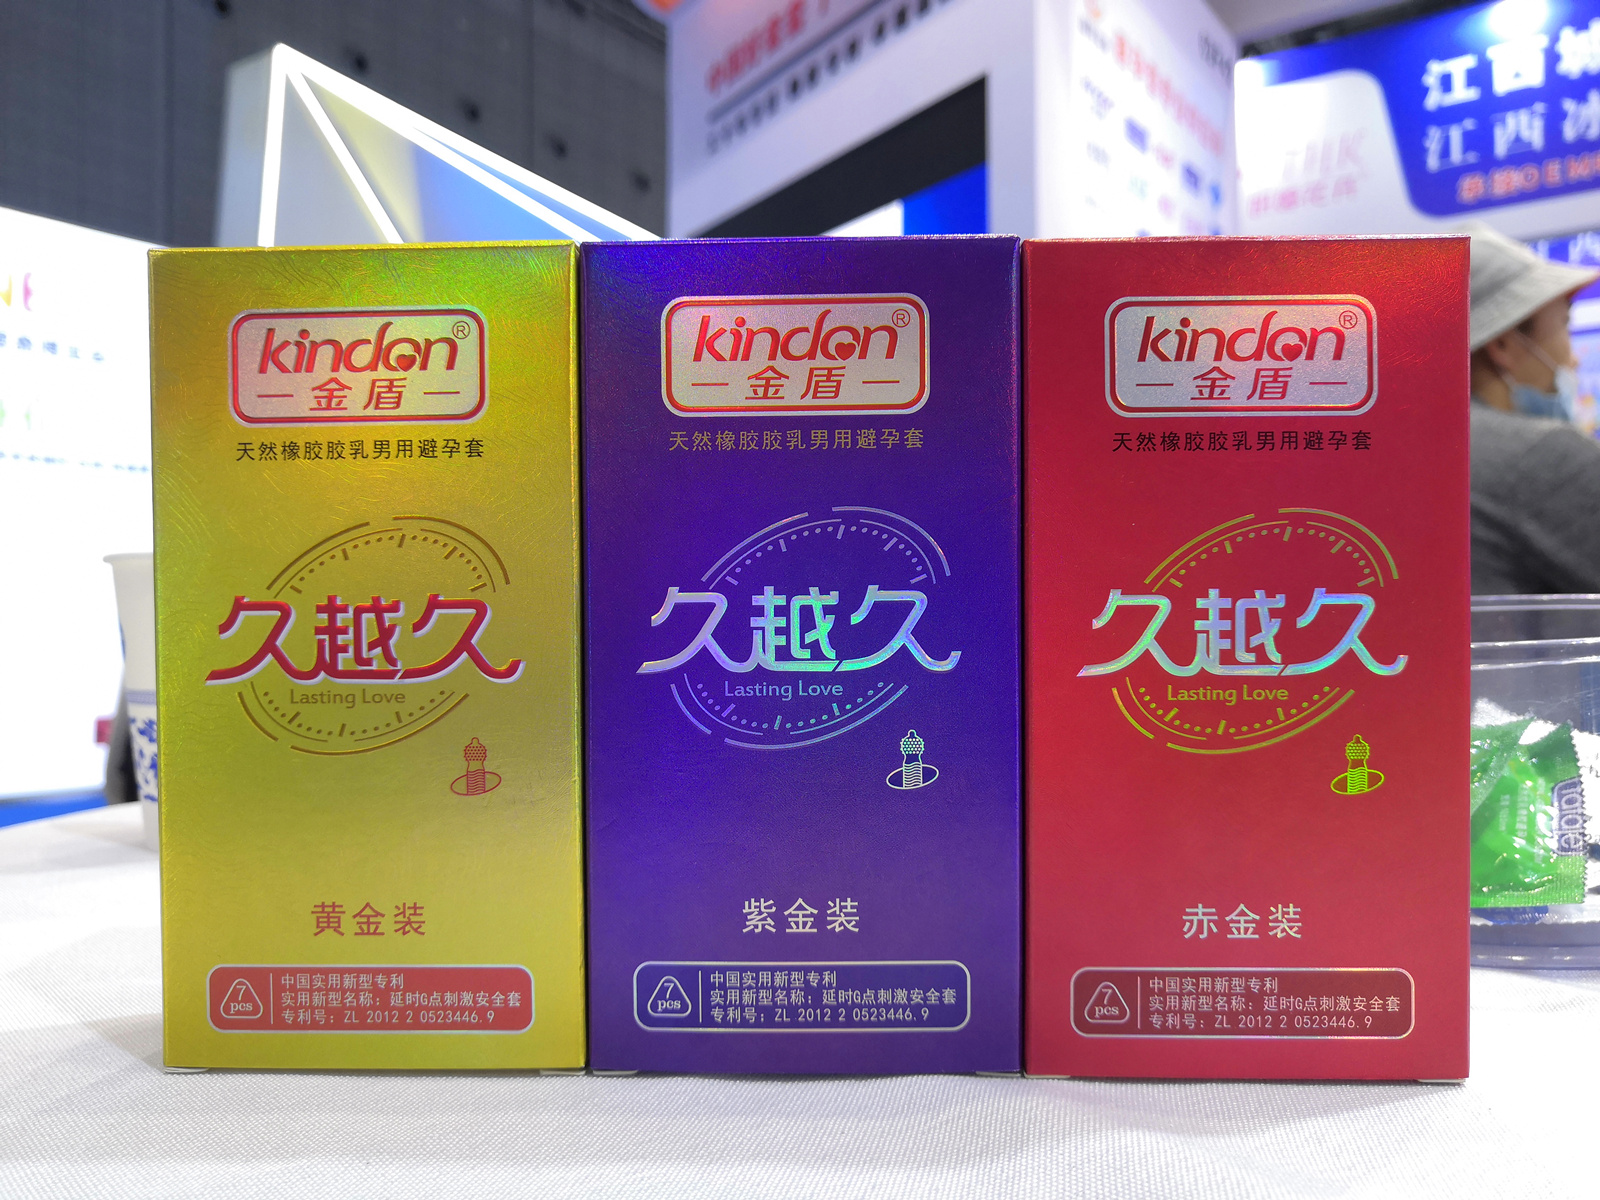 kindon®
金盾
天然橡胶胶乳男用避孕套
久越久
Lasting Love
黄金装
7
pcs
中国实用新型专利
实用新型名称：延时G点刺激安全套
专利号：ZL 2012 2 0523446.9
kindon®
金盾
天然橡胶胶乳男用避孕套
久越久
Lasting Love
紫金装
7
pcs
中国实用新型专利
实用新型名称：延时G点刺激安全套
专利号：ZL 2012 2 0523446.9
kindon®
金盾
天然橡胶胶乳男用避孕套
久越久
Lasting Love
赤金装
7
pcs
中国实用新型专利
实用新型名称：延时G点刺激安全套
专利号：ZL 2012 2 0523446.9
江西
江西冰